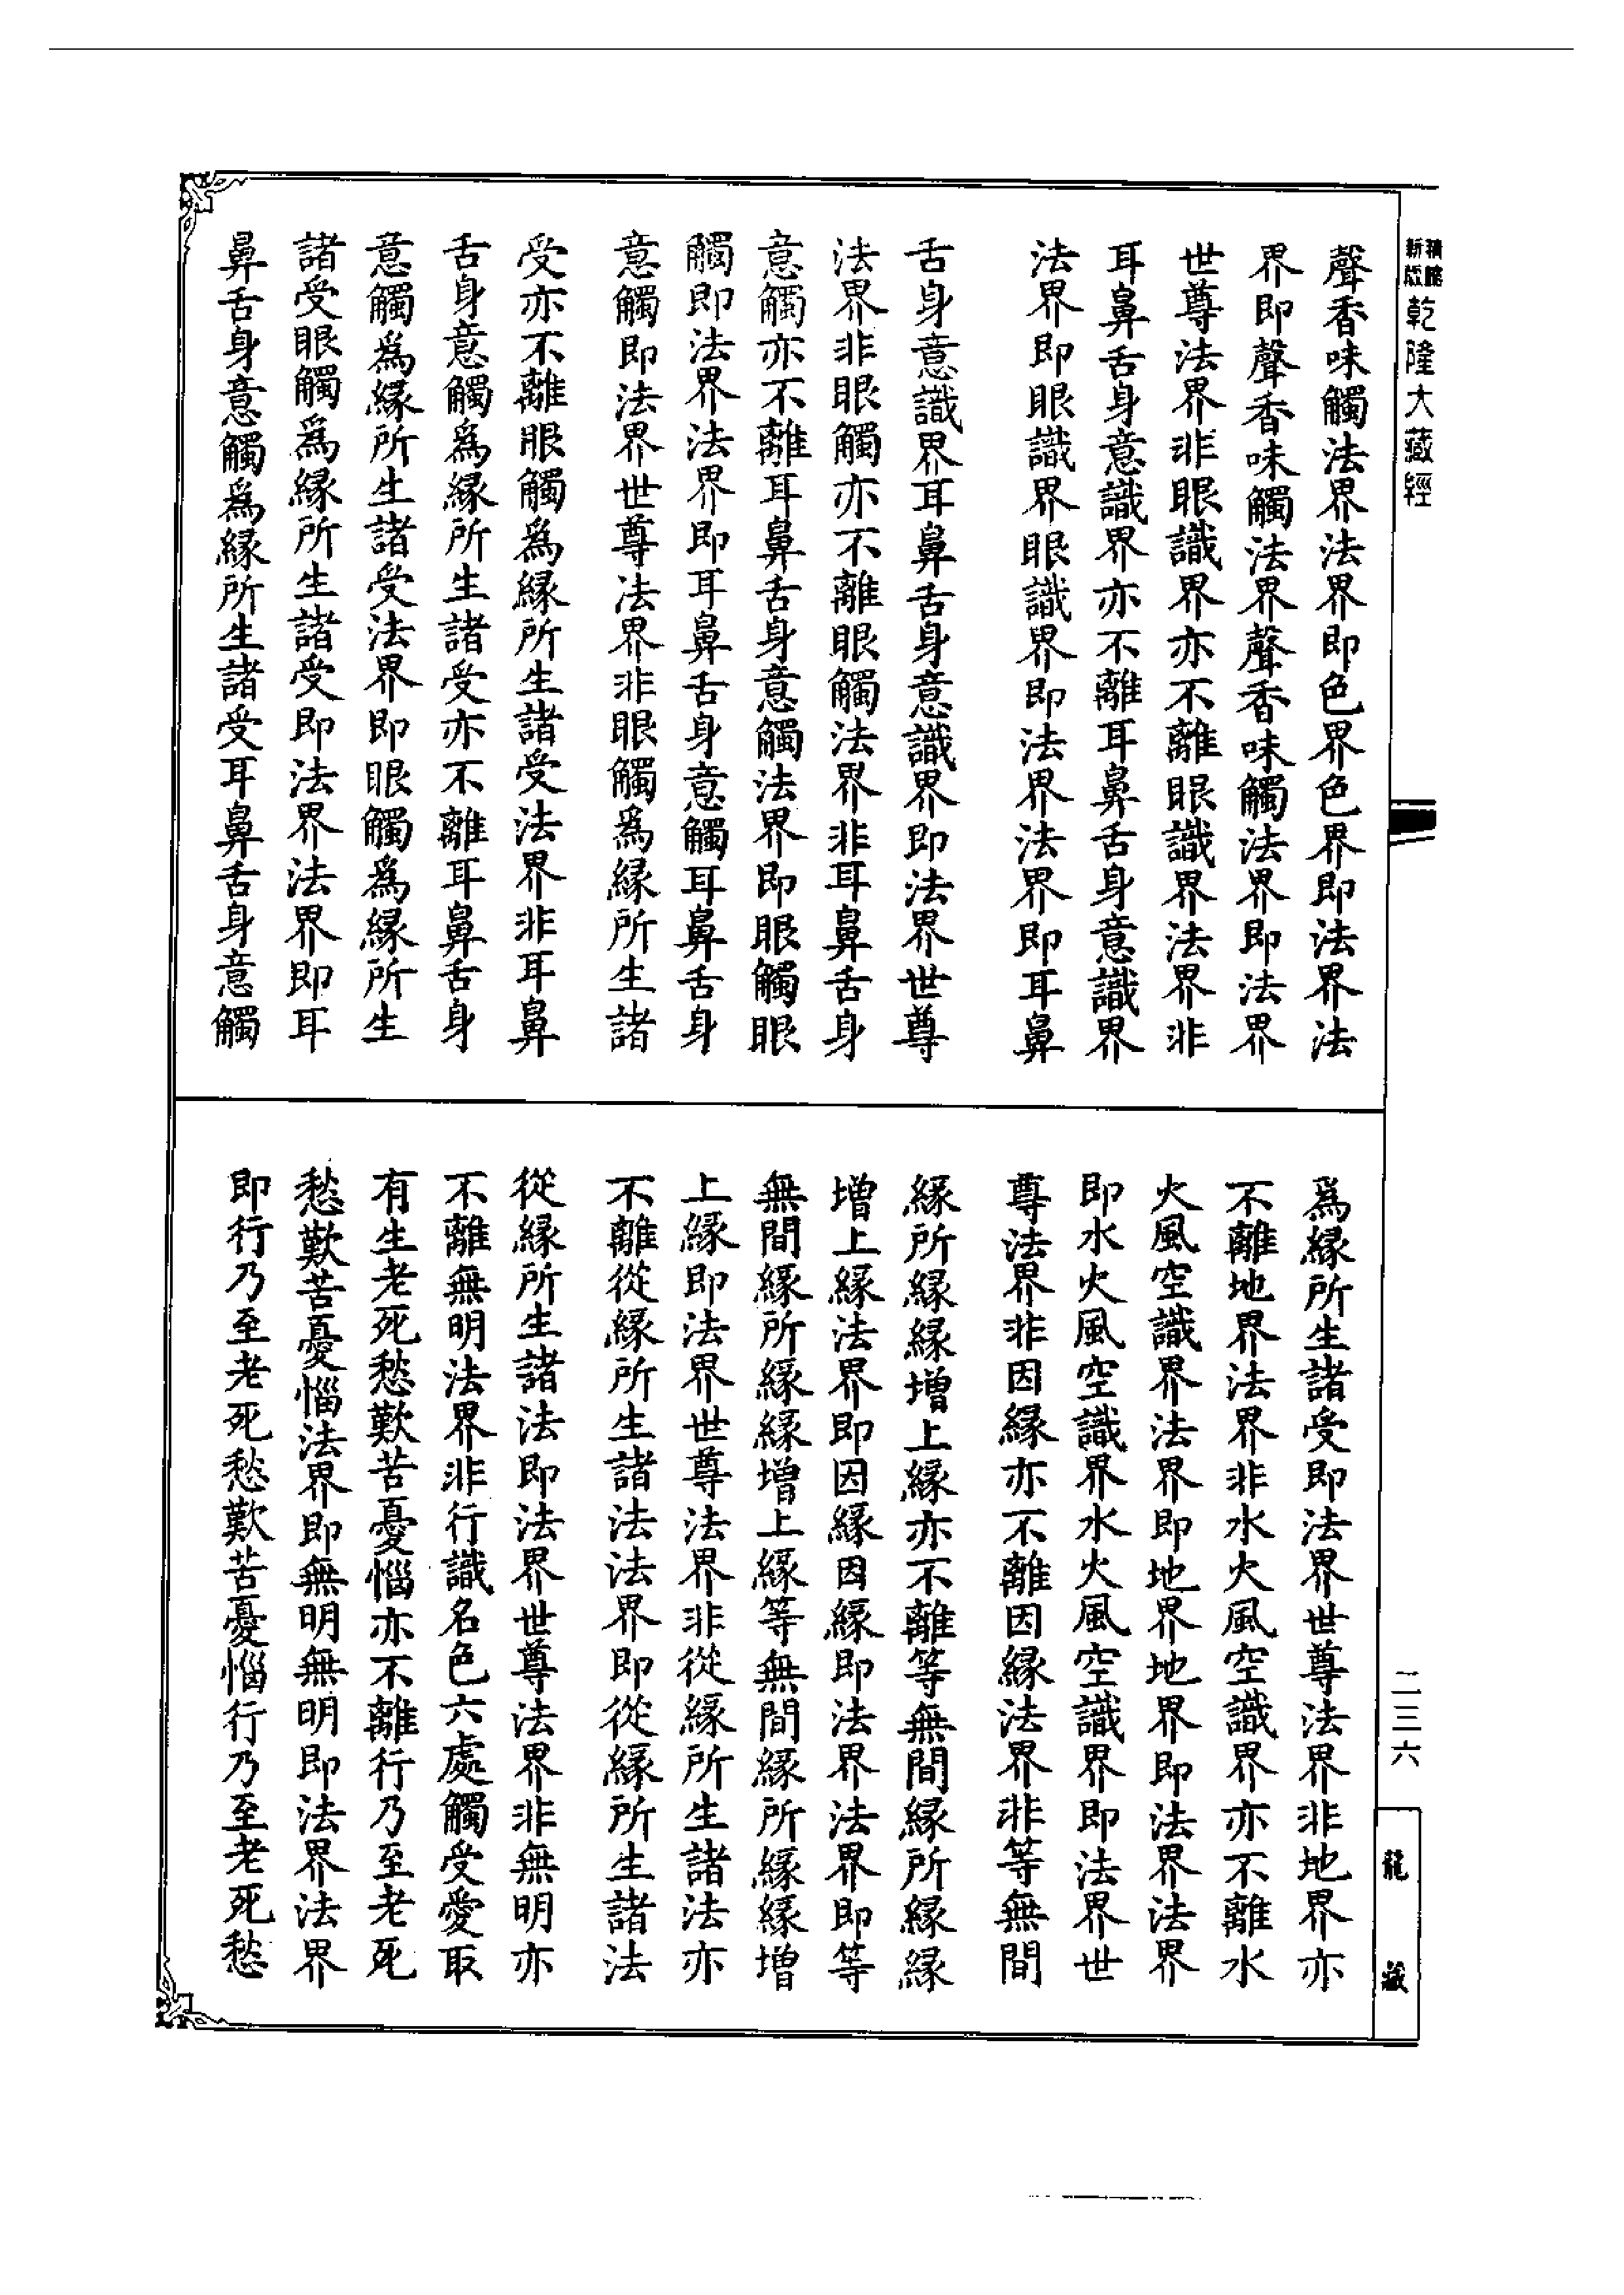 精縮新版乾隆大藏經
聲香味觸法界法界即色界色界即法界法
界即聲香味觸法界聲香味觸法界即法界
世尊法界非眼識界亦不離眼識界法界非
耳鼻舌身意識界亦不離耳鼻舌身意識界
法界即眼識界眼識界即法界法界即耳鼻
舌身意識界耳鼻舌身意識界即法界世尊
法界非眼觸亦不離眼觸法界非耳鼻舌身
意觸亦不離耳鼻舌身意觸法界即眼觸眼
觸即法界法界即耳鼻舌身意觸耳鼻舌身
意觸即法界世尊法界非眼觸為緣所生諸
受亦不離眼觸為緣所生諸受法界非耳鼻
舌身意觸為緣所生諸受亦不離耳鼻舌身
意觸為緣所生諸受法界即眼觸為緣所生
諸受眼觸為緣所生諸受即法界法界即耳
鼻舌身意觸為緣所生諸受耳鼻舌身意觸
為緣所生諸受即法界世尊法界非地界亦
不離地界法界非水火風空識界亦不離水
火風空識界法界即地界地界即法界法界
即水火風空識界水火風空識界即法界世
尊法界非因緣亦不離因緣法界非等無間
緣所緣緣增上緣亦不離等無間緣所緣緣
增上緣法界即因緣因緣即法界法界即等
無間緣所緣緣增上緣等無間緣所緣緣增
上緣即法界世尊法界非從緣所生諸法亦
不離從緣所生諸法法界即從緣所生諸法
從緣所生諸法即法界世尊法界非無明亦
不離無明法界非行識名色六處觸受愛取
有生老死愁歎苦憂惱亦不離行乃至老死
愁歎苦憂惱法界即無明無明即法界法界
即行乃至老死愁歎苦憂惱行乃至老死愁
二三六
龍藏